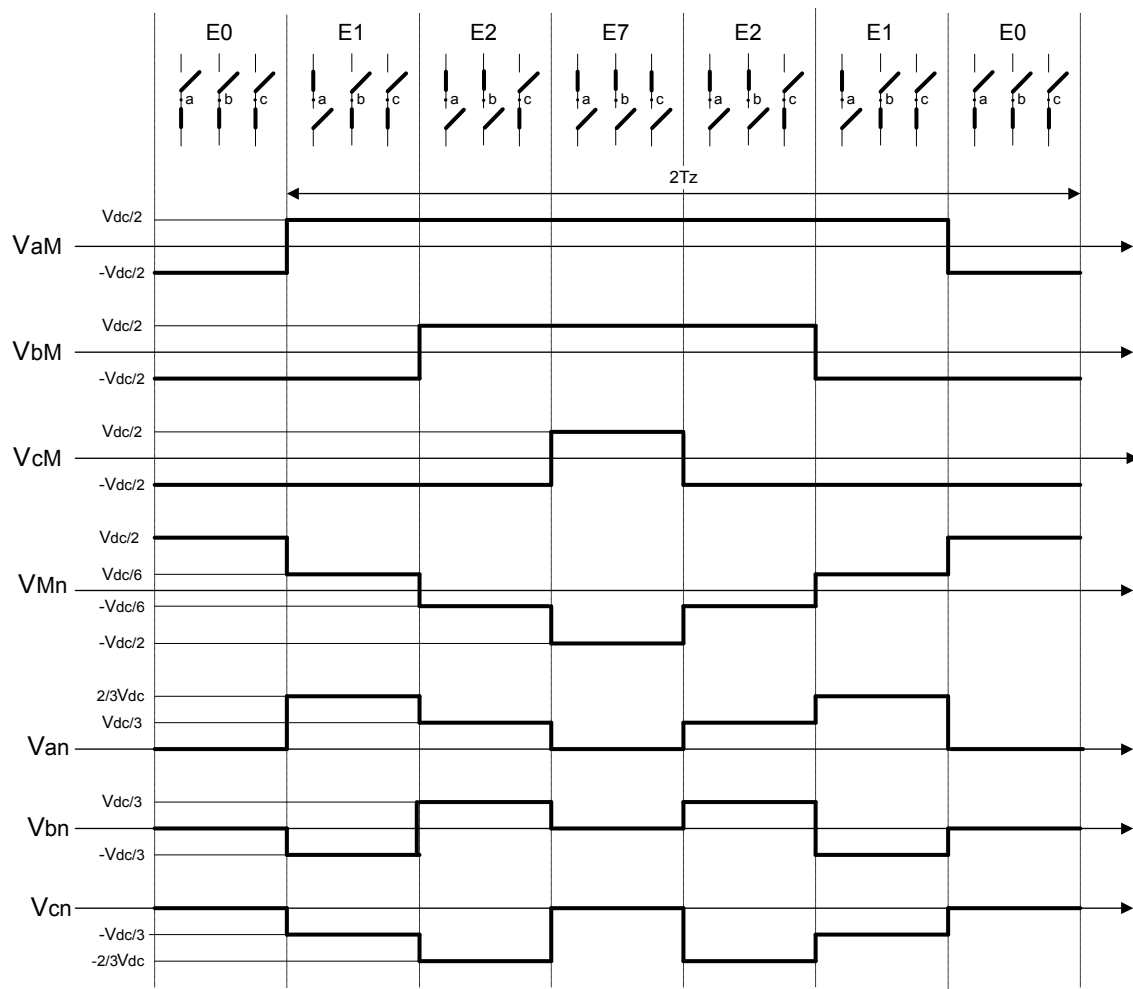 E0 E1 E2 E7 E2 E1 E0
a b c a b c a b c a b c a b c a b c a b c
2Tz
Vdc/2
VaM
-Vdc/2
Vdc/2
VbM
-Vdc/2
Vdc/2
VcM
-Vdc/2
Vdc/2
Vdc/6
VMn
-Vdc/6
-Vdc/2
2/3Vdc
Vdc/3
Van
Vdc/3
Vbn
-Vdc/3
Vcn
-Vdc/3
-2/3Vdc